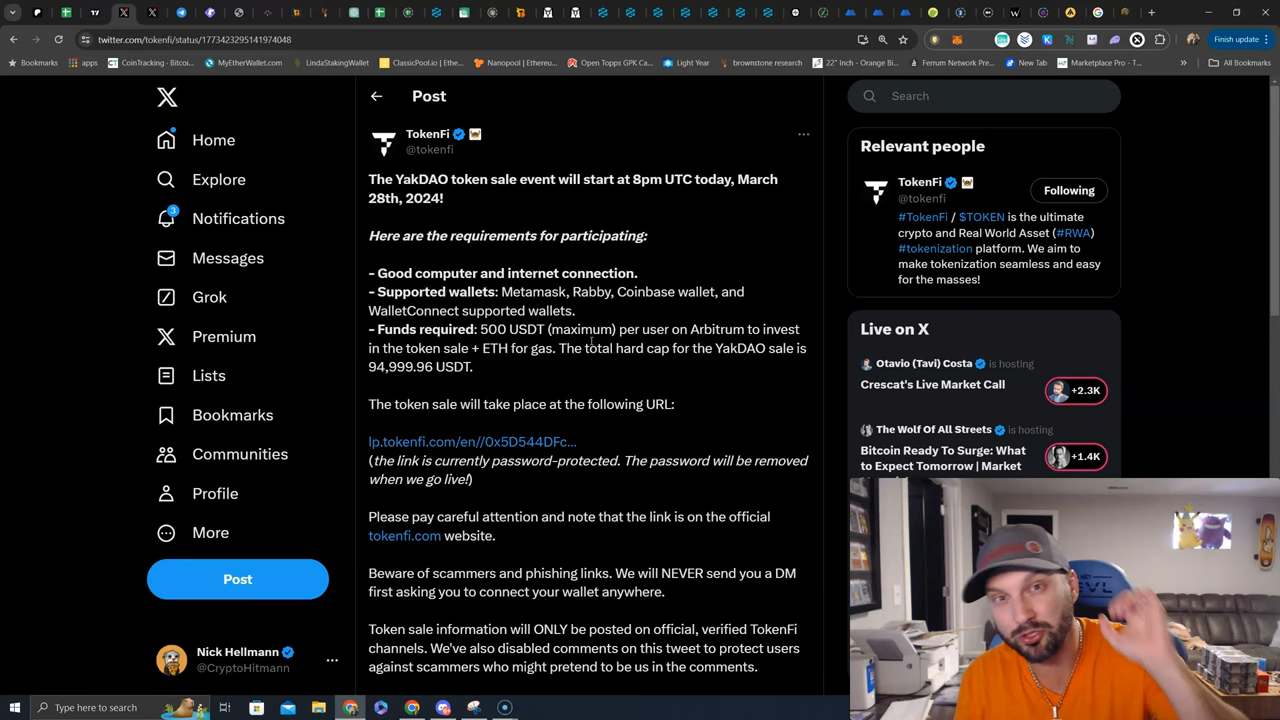 twitter.com/tokenfi/status/1773423295141974048
Finish update
Bookmarks
apps
CoinTracking · Bitcoi...
MyEtherWallet.com
LindaStakingWallet
ClassicPool.io | Ethe...
Nanopool | Ethereu...
Open Topps GPK Ca...
Light Year
brownstone research
22" Inch - Orange Bi...
Ferrum Network Pre...
New Tab
Marketplace Pro - T...
All Bookmarks
Home
Explore
3
Notifications
Messages
Grok
Premium
Lists
Bookmarks
Communities
Profile
More
Post
Nick Hellmann
@CryptoHitmann
Post
TokenFi
@tokenfi
The YakDAO token sale event will start at 8pm UTC today, March
28th, 2024!
Here are the requirements for participating:
- Good computer and internet connection.
- Supported wallets: Metamask, Rabby, Coinbase wallet, and
WalletConnect supported wallets.
- Funds required: 500 USDT (maximum) per user on Arbitrum to invest
in the token sale + ETH for gas. The total hard cap for the YakDAO sale is
94,999.96 USDT.
The token sale will take place at the following URL:
lp.tokenfi.com/en//0x5D544DFc...
(the link is currently password-protected. The password will be removed
when we go live!)
Please pay careful attention and note that the link is on the official
tokenfi.com website.
Beware of scammers and phishing links. We will NEVER send you a DM
first asking you to connect your wallet anywhere.
Token sale information will ONLY be posted on official, verified TokenFi
channels. We've also disabled comments on this tweet to protect users
against scammers who might pretend to be us in the comments.
Search
Relevant people
TokenFi
@tokenfi
Following
#TokenFi / $TOKEN is the ultimate
crypto and Real World Asset (#RWA)
#tokenization platform. We aim to
make tokenization seamless and easy
for the masses!
Live on X
Otavio (Tavi) Costa is hosting
Crescat's Live Market Call
+2.3K
The Wolf Of All Streets is hosting
Bitcoin Ready To Surge: What
to Expect Tomorrow | Market
+1.4K
EVL
Type here to search